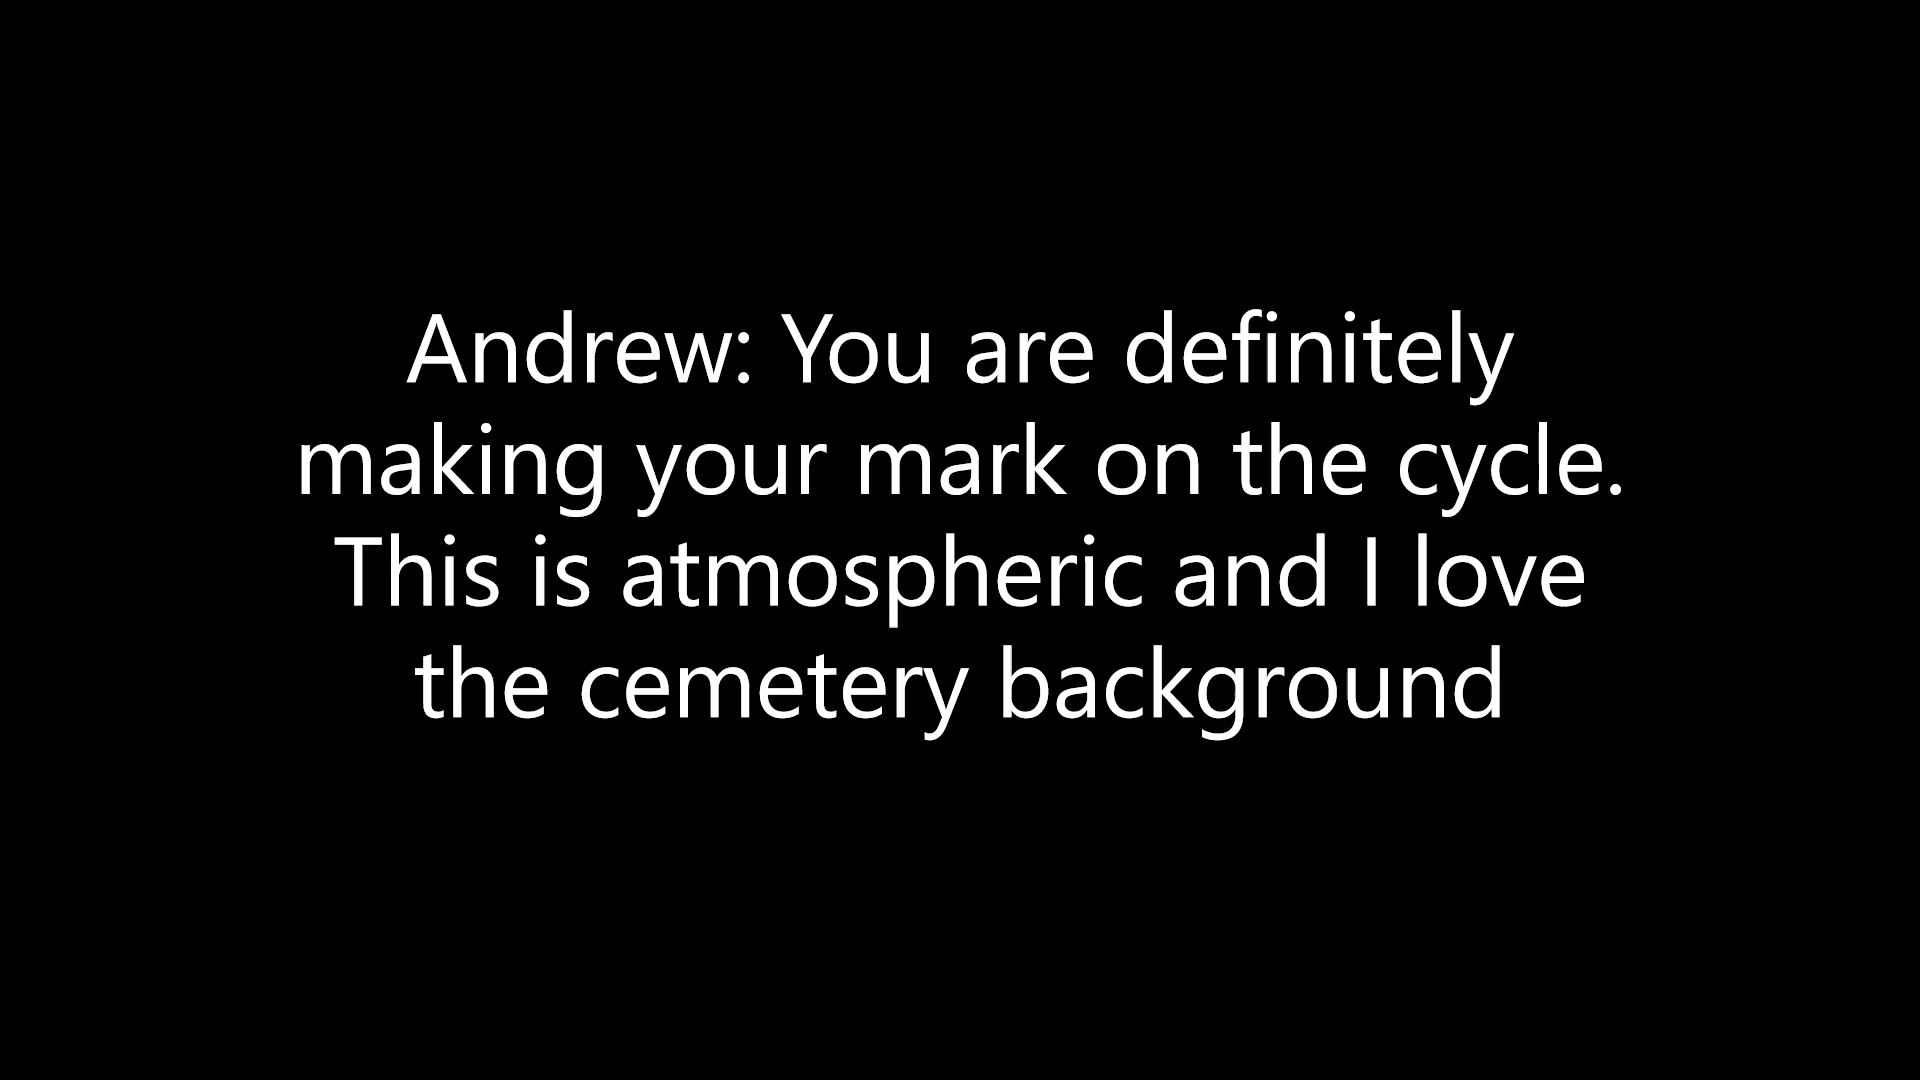 Andrew: You are definitely
making your mark on the cycle.
This is atmospheric and I love
the cemetery background